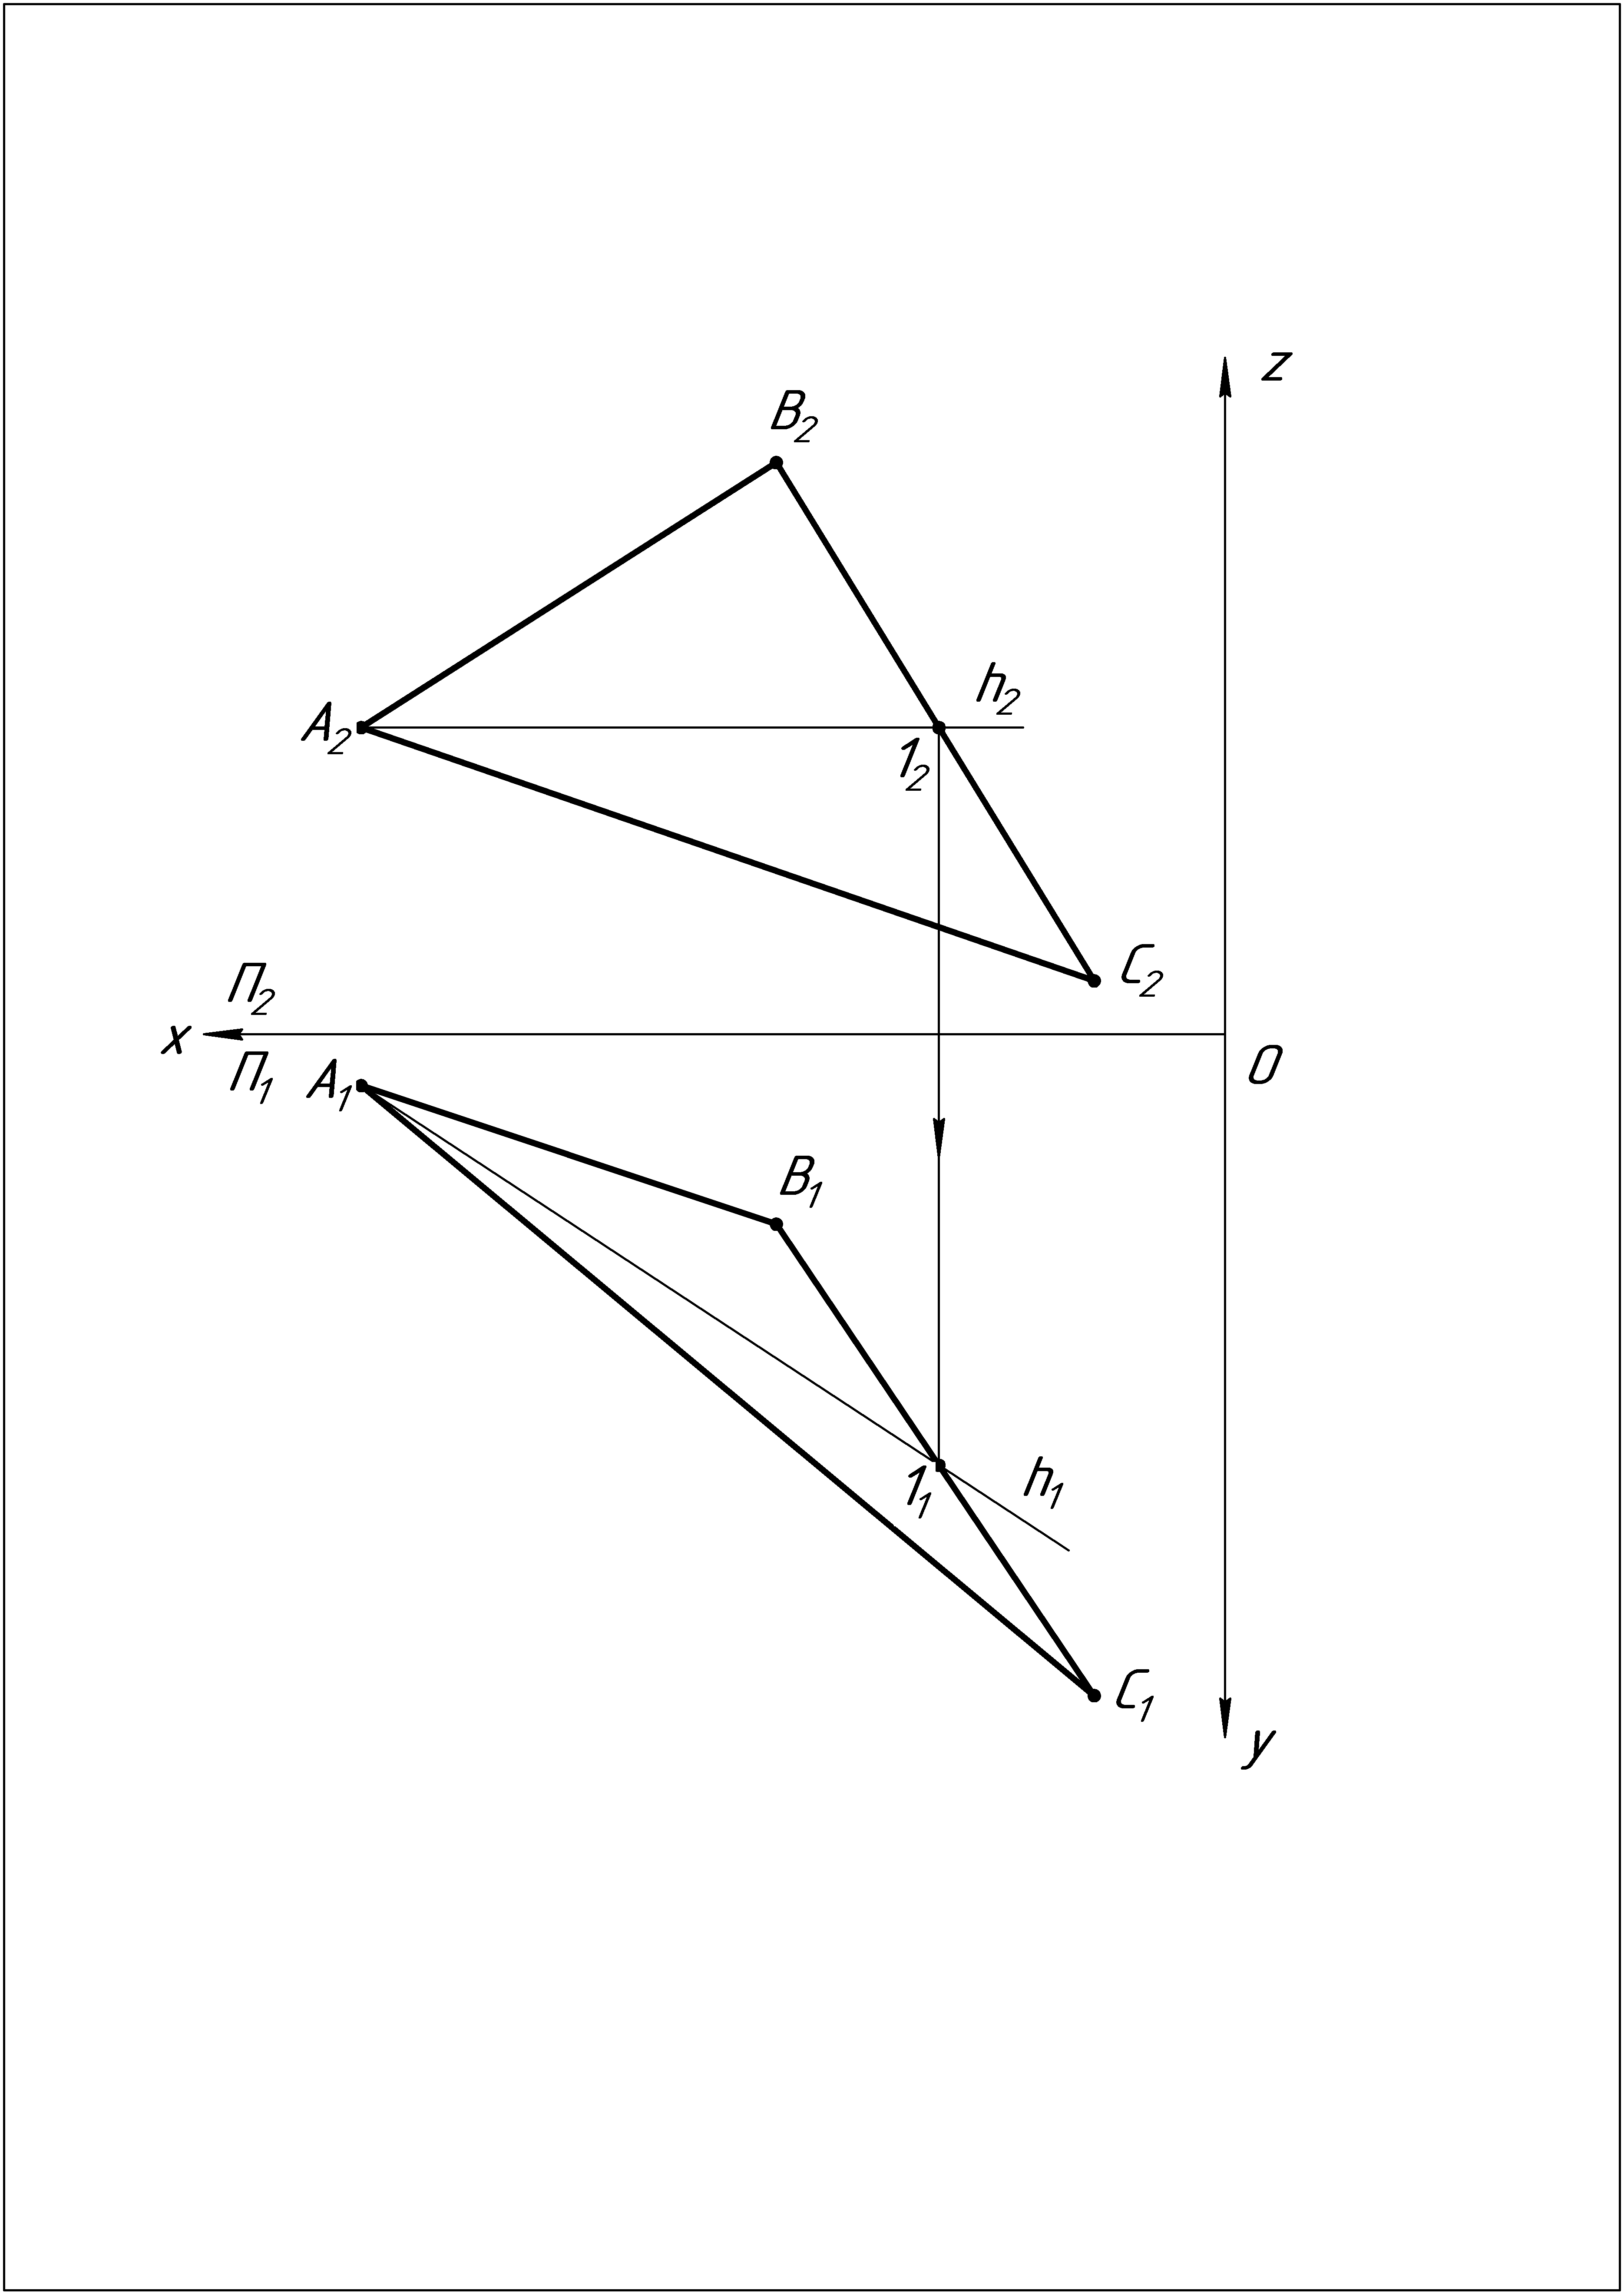 z
B₂
h₂
A₂
1₂
C₂
П₂
x
O
П₁ A₁
B₁
h₁
1₁
C₁
y